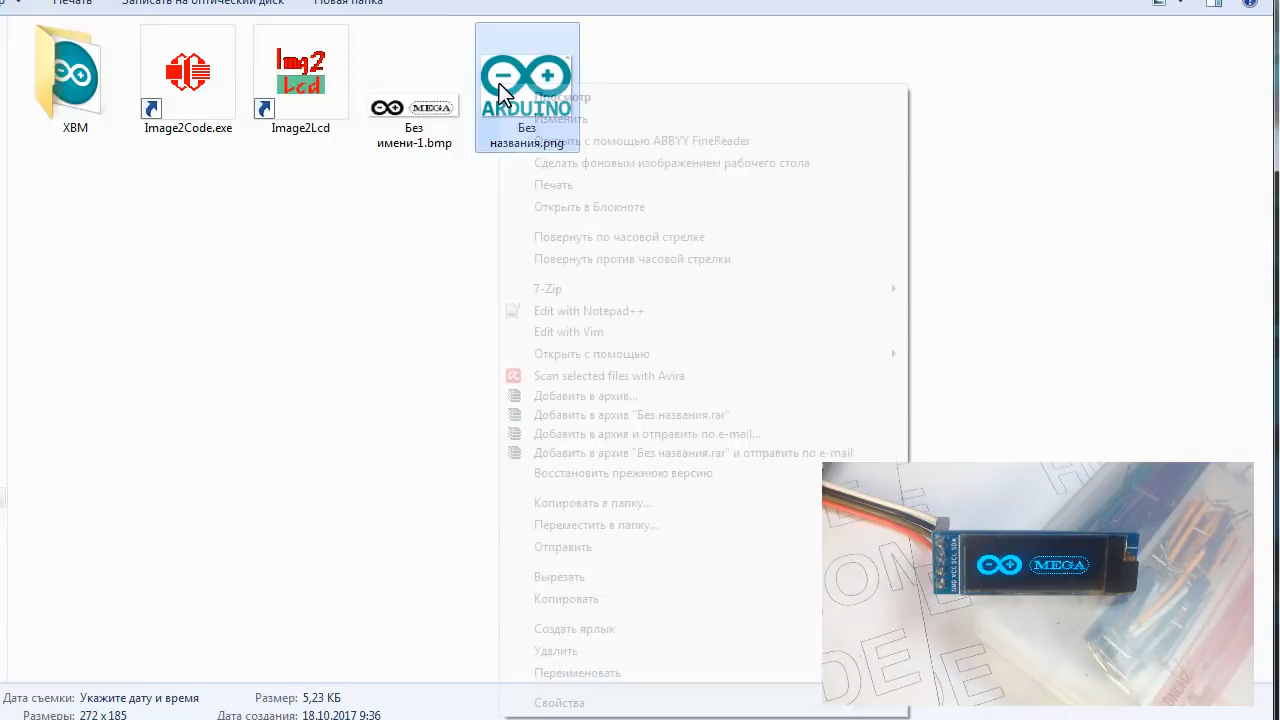 Печать
Записать на оптический диск
Новая папка
Img2
Lcd
MEGA
ARDUINO
XBM
Image2Code.exe
Image2Lcd
Без
имени-1.bmp
Без
названия.png
Просмотр
Изменить
Открыть с помощью ABBYY FineReader
Сделать фоновым изображением рабочего стола
Печать
Открыть в Блокноте
Повернуть по часовой стрелке
Повернуть против часовой стрелки
7-Zip
Edit with Notepad++
Edit with Vim
Открыть с помощью
Scan selected files with Avira
Добавить в архив...
Добавить в архив "Без названия.rar"
Добавить в архив и отправить по e-mail...
Добавить в архив "Без названия.rar" и отправить по e-mail
Восстановить прежнюю версию
Копировать в папку...
Переместить в папку...
Отправить
Вырезать
Копировать
Создать ярлык
Удалить
Переименовать
Свойства
GND VCC SCL SDA
MEGA
Дата съемки: Укажите дату и время
Размер: 5,23 КБ
Размеры: 272 x 185
Дата создания: 18.10.2017 9:36